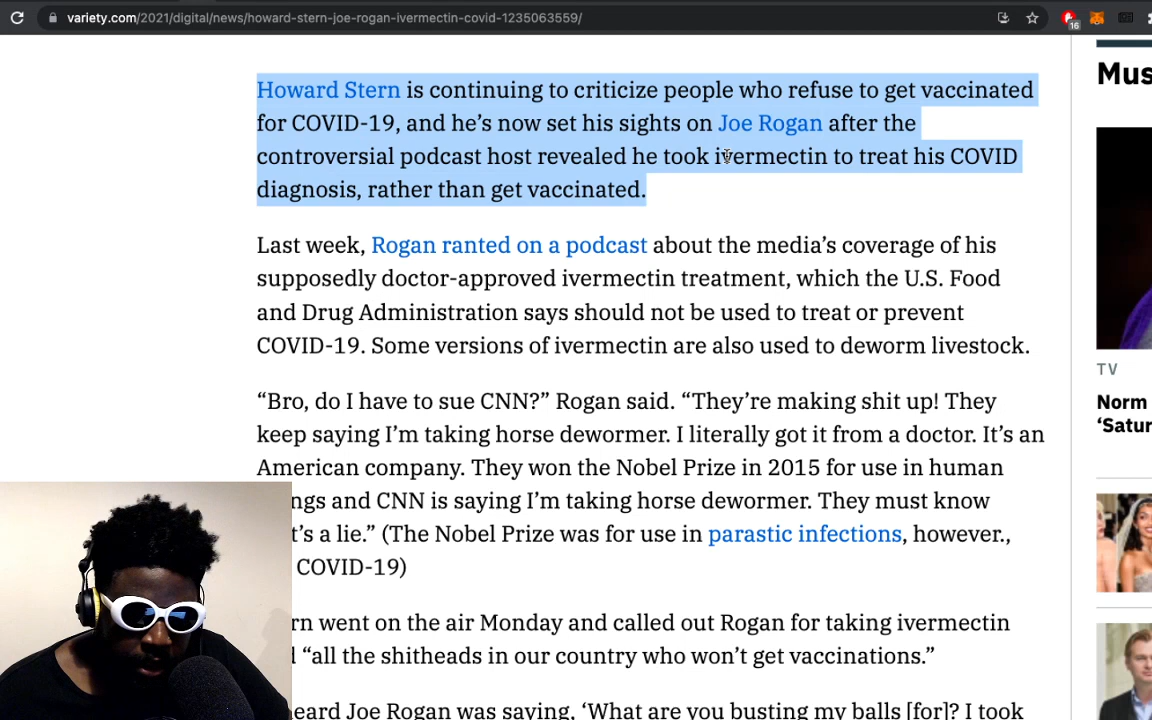 variety.com/2021/digital/news/howard-stern-joe-rogan-ivermectin-covid-1235063559/
16
Howard Stern is continuing to criticize people who refuse to get vaccinated
for COVID-19, and he’s now set his sights on Joe Rogan after the
controversial podcast host revealed he took ivermectin to treat his COVID
diagnosis, rather than get vaccinated.
Last week, Rogan ranted on a podcast about the media’s coverage of his
supposedly doctor-approved ivermectin treatment, which the U.S. Food
and Drug Administration says should not be used to treat or prevent
COVID-19. Some versions of ivermectin are also used to deworm livestock.
“Bro, do I have to sue CNN?” Rogan said. “They’re making shit up! They
keep saying I’m taking horse dewormer. I literally got it from a doctor. It’s an
American company. They won the Nobel Prize in 2015 for use in human
ngs and CNN is saying I’m taking horse dewormer. They must know
t’s a lie.” (The Nobel Prize was for use in parastic infections, however.,
COVID-19)
rn went on the air Monday and called out Rogan for taking ivermectin
“all the shitheads in our country who won’t get vaccinations.”
eard Joe Rogan was saying, ‘What are you busting my balls [for]? I took
Mus
TV
Norm
‘Satur